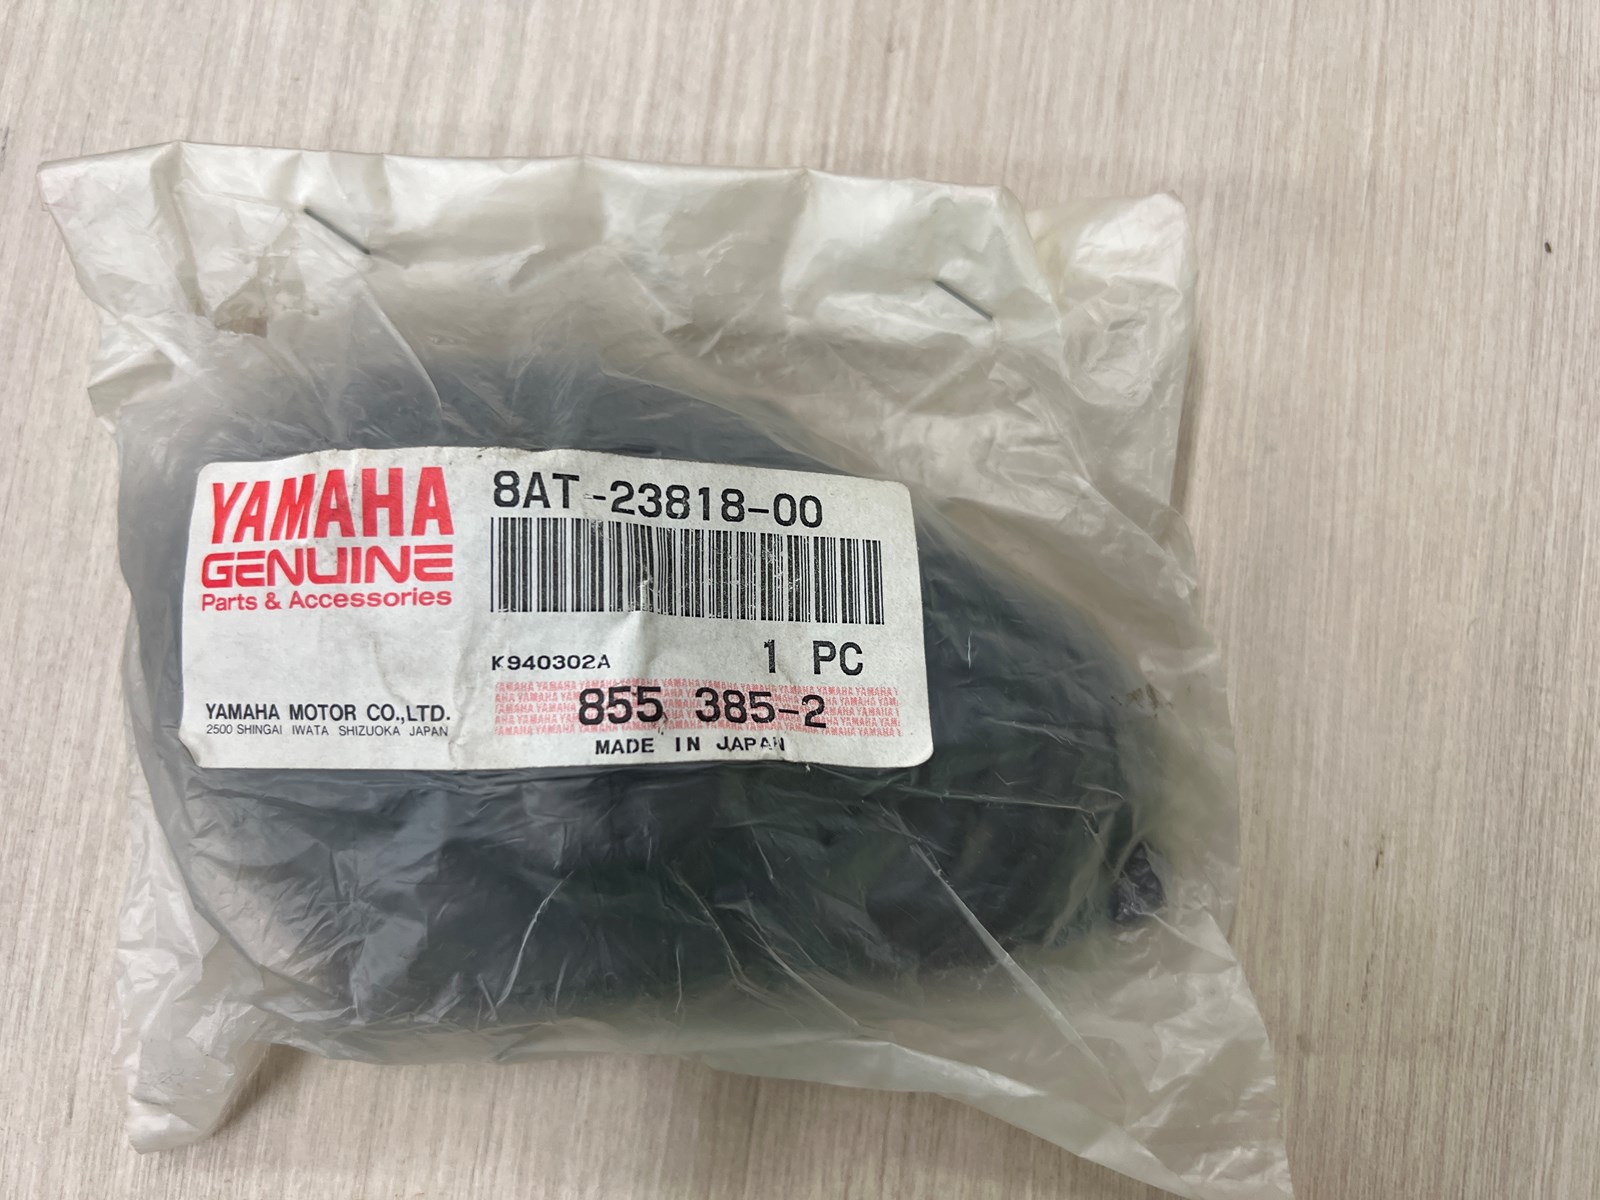 YAMAHA
GENUINE
Parts & Accessories
YAMAHA MOTOR CO.,LTD.
2500 SHINGAI IWATA SHIZUOKA JAPAN
8AT-23818-00
K940302A
1 PC
855 385-2
MADE IN JAPAN